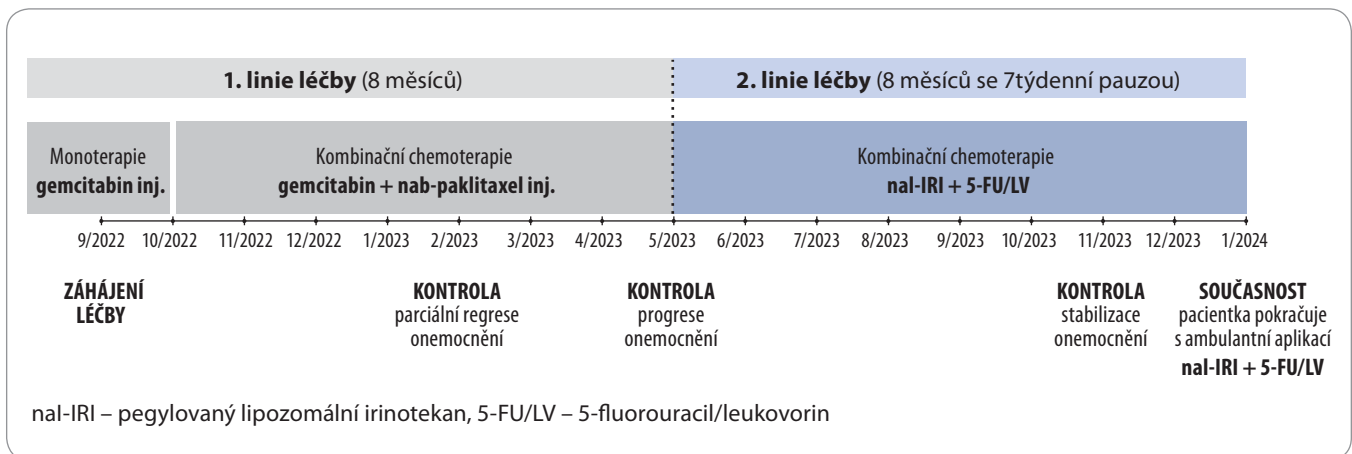 1. linie léčby (8 měsíců)
2. linie léčby (8 měsíců se 7týdenní pauzou)
Monoterapie
gemcitabin inj.
Kombinační chemoterapie
gemcitabin + nab-paklitaxel inj.
Kombinační chemoterapie
nal-IRI + 5-FU/LV
9/2022 10/2022 11/2022 12/2022 1/2023 2/2023 3/2023 4/2023 5/2023 6/2023 7/2023 8/2023 9/2023 10/2023 11/2023 12/2023 1/2024
ZÁHÁJENÍ
LÉČBY
KONTROLA
parciální regrese
onemocnění
KONTROLA
progrese
onemocnění
KONTROLA
stabilizace
onemocnění
SOUČASNOST
pacientka pokračuje
s ambulantní aplikací
nal-IRI + 5-FU/LV
nal-IRI – pegylovaný lipozomální irinotekan, 5-FU/LV – 5-fluorouracil/leukovorin